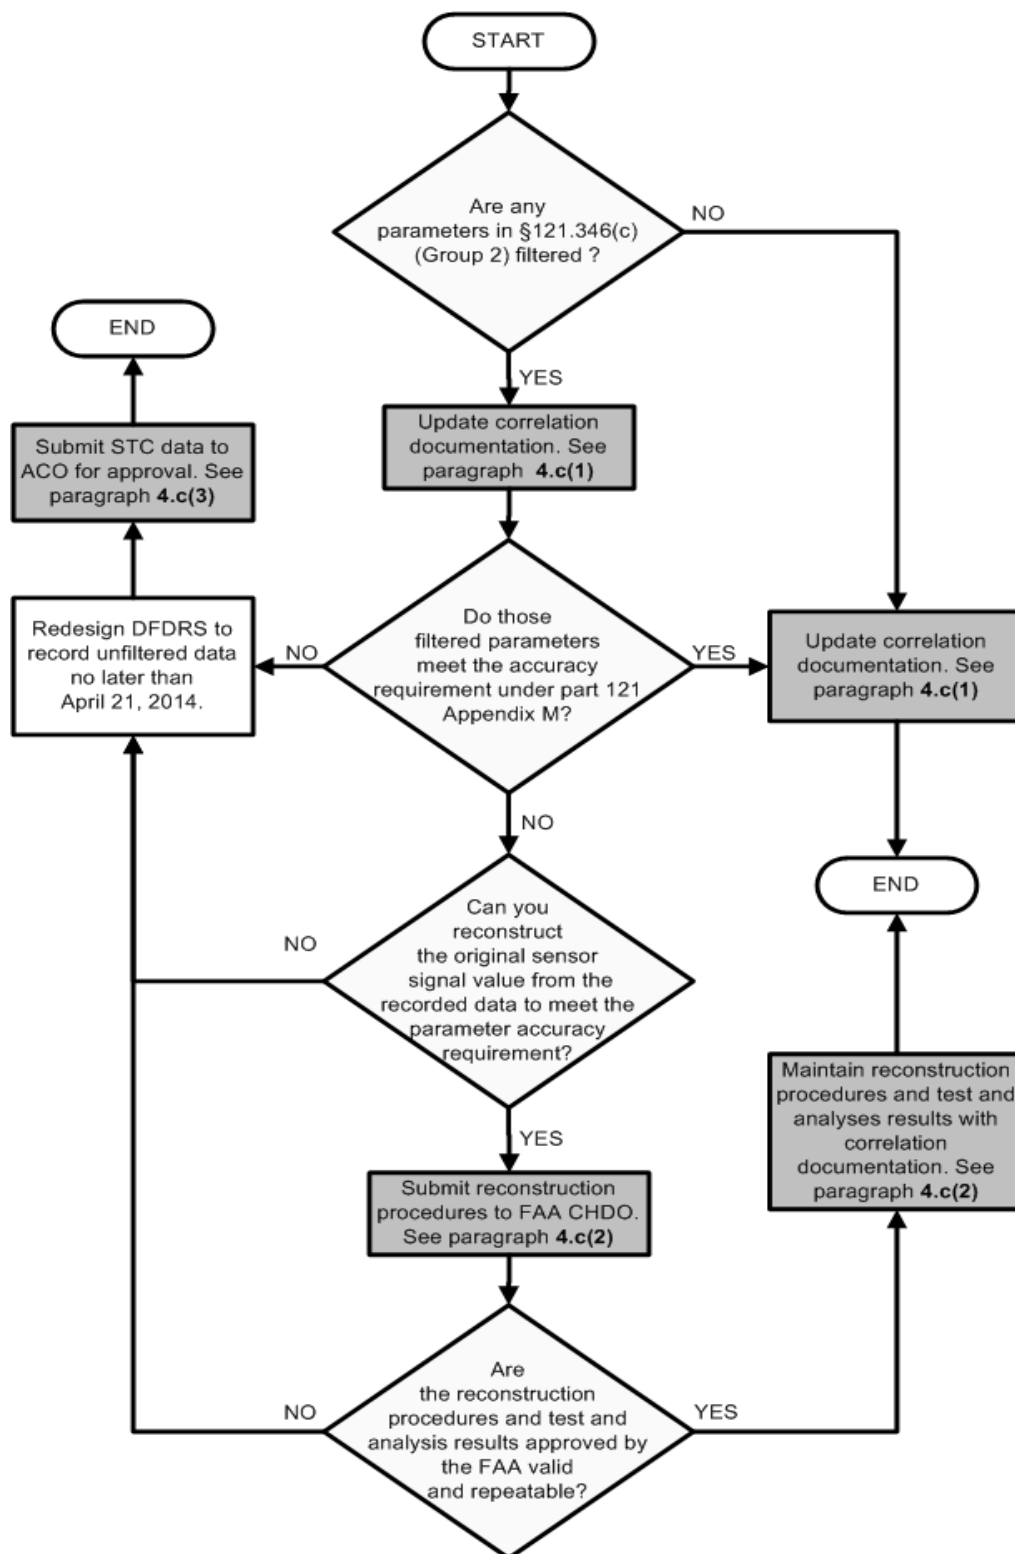 START
Are any
parameters in §121.346(c)
(Group 2) filtered ?
NO
YES
END
Update correlation
documentation. See
paragraph 4.c(1)
Submit STC data to
ACO for approval. See
paragraph 4.c(3)
Redesign DFDRS to
record unfiltered data
no later than
April 21, 2014.
NO
Do those
filtered parameters
meet the accuracy
requirement under part 121
Appendix M?
YES
Update correlation
documentation. See
paragraph 4.c(1)
NO
END
Can you
reconstruct
the original sensor
signal value from the
recorded data to meet the
parameter accuracy
requirement?
NO
YES
Maintain reconstruction
procedures and test and
analyses results with
correlation
documentation. See
paragraph 4.c(2)
Submit reconstruction
procedures to FAA CHDO.
See paragraph 4.c(2)
Are
the reconstruction
procedures and test and
analysis results approved by
the FAA valid
and repeatable?
NO
YES